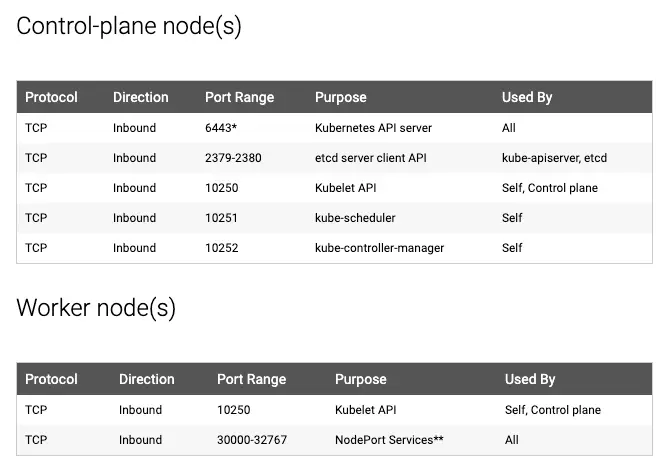 Control-plane node(s)
Protocol Direction Port Range Purpose Used By
TCP Inbound 6443* Kubernetes API server All
TCP Inbound 2379-2380 etcd server client API kube-apiserver, etcd
TCP Inbound 10250 Kubelet API Self, Control plane
TCP Inbound 10251 kube-scheduler Self
TCP Inbound 10252 kube-controller-manager Self
Worker node(s)
Protocol Direction Port Range Purpose Used By
TCP Inbound 10250 Kubelet API Self, Control plane
TCP Inbound 30000-32767 NodePort Services** All